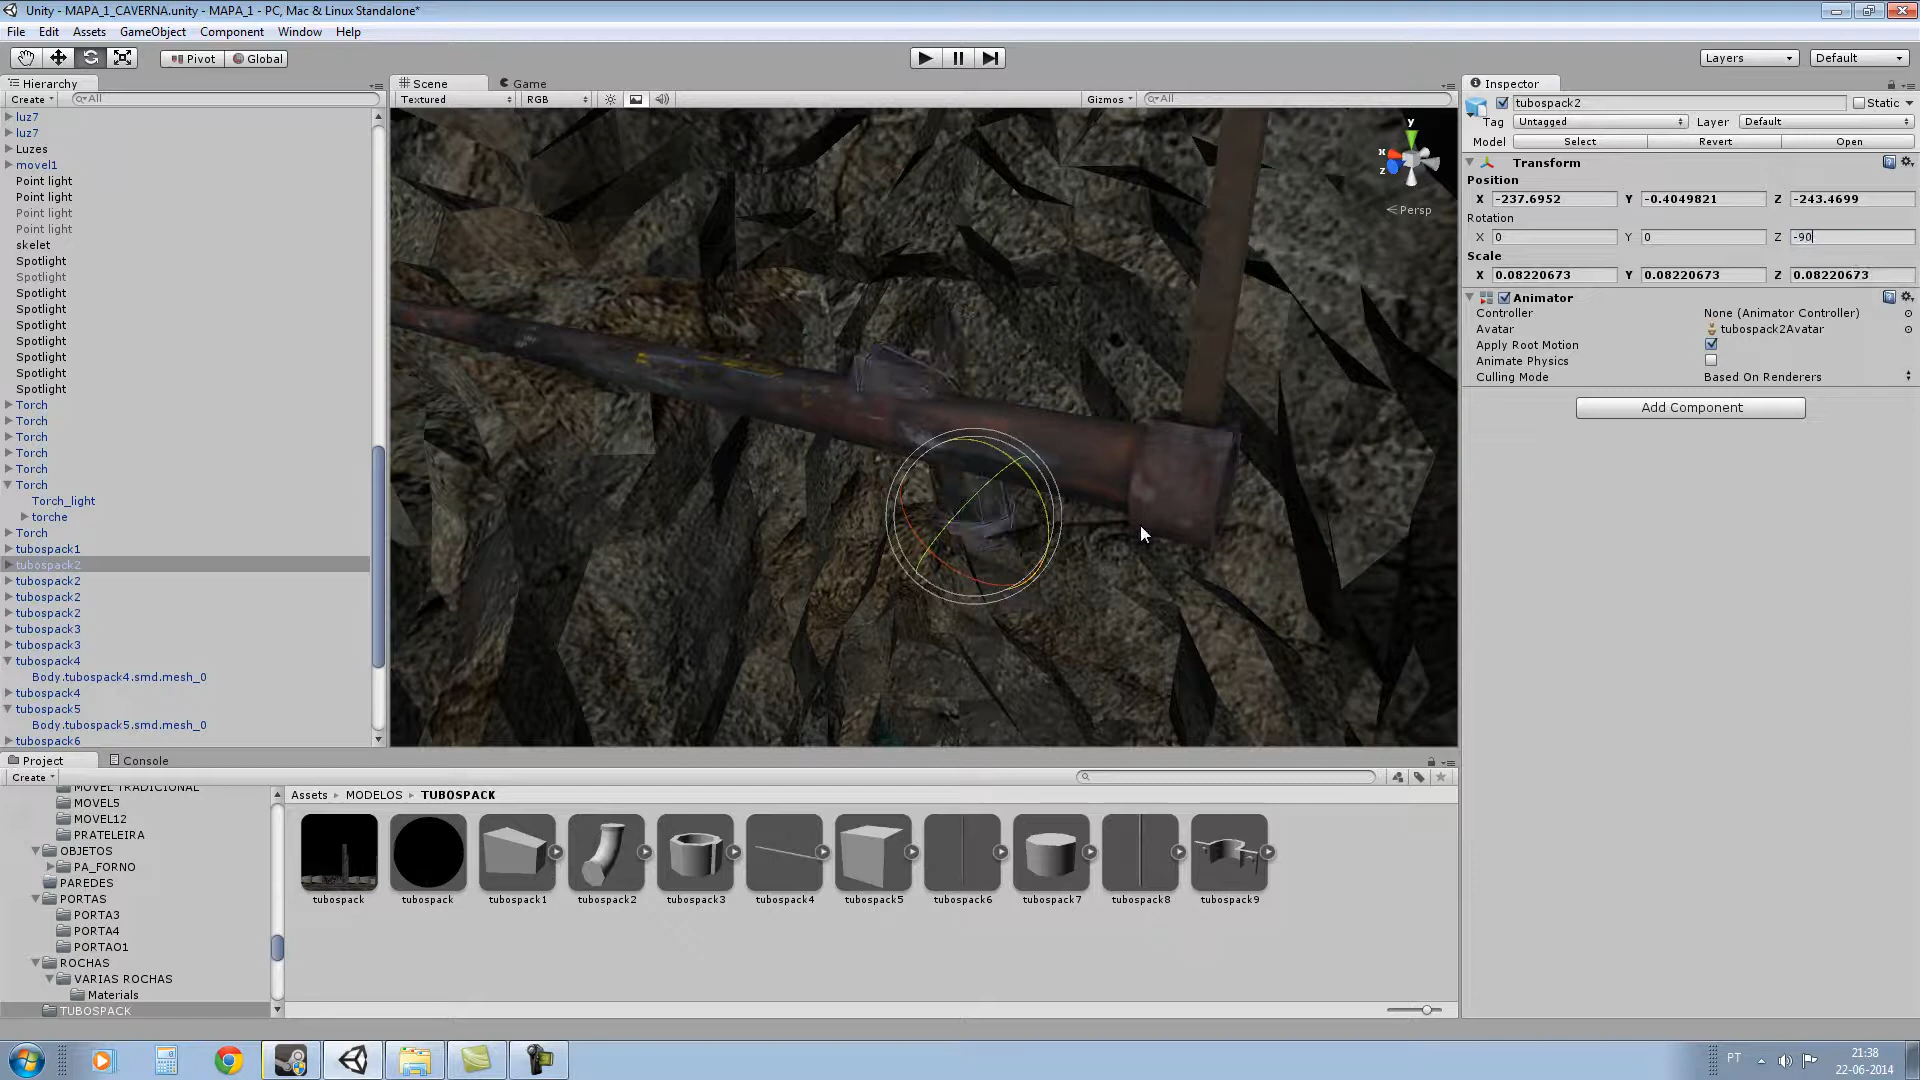 Unity - MAPA_1_CAVERNA.unity - MAPA_1 - PC, Mac & Linux Standalone*
File Edit Assets GameObject Component Window Help
Pivot Global Layers Default
Hierarchy
Create All
luz7
luz7
Luzes
movel1
Point light
Point light
Point light
Point light
skelet
Spotlight
Spotlight
Spotlight
Spotlight
Spotlight
Spotlight
Spotlight
Spotlight
Spotlight
Torch
Torch
Torch
Torch
Torch
Torch
Torch_light
torche
Torch
tubospack1
tubospack2
tubospack2
tubospack2
tubospack2
tubospack3
tubospack3
tubospack4
Body.tubospack4.smd.mesh_0
tubospack4
tubospack5
Body.tubospack5.smd.mesh_0
tubospack6
Scene Game
Textured RGB Gizmos All
y
x
z
Persp
Inspector
tubospack2 Static
Tag Untagged Layer Default
Model Select Revert Open
Transform
Position
X -237.6952 Y -0.4049821 Z -243.4699
Rotation
X 0 Y 0 Z -90
Scale
X 0.08220673 Y 0.08220673 Z 0.08220673
Animator
Controller None (Animator Controller)
Avatar tubospack2Avatar
Apply Root Motion
Animate Physics
Culling Mode Based On Renderers
Add Component
Project Console
Create
MOVEL TRADICIONAL
MOVEL5
MOVEL12
PRATELEIRA
OBJETOS
PA_FORNO
PAREDES
PORTAS
PORTA3
PORTA4
PORTAO1
ROCHAS
VARIAS ROCHAS
Materials
TUBOSPACK
Assets MODELOS TUBOSPACK
tubospack tubospack tubospack1 tubospack2 tubospack3 tubospack4 tubospack5 tubospack6 tubospack7 tubospack8 tubospack9
PT
21:38
22-06-2014